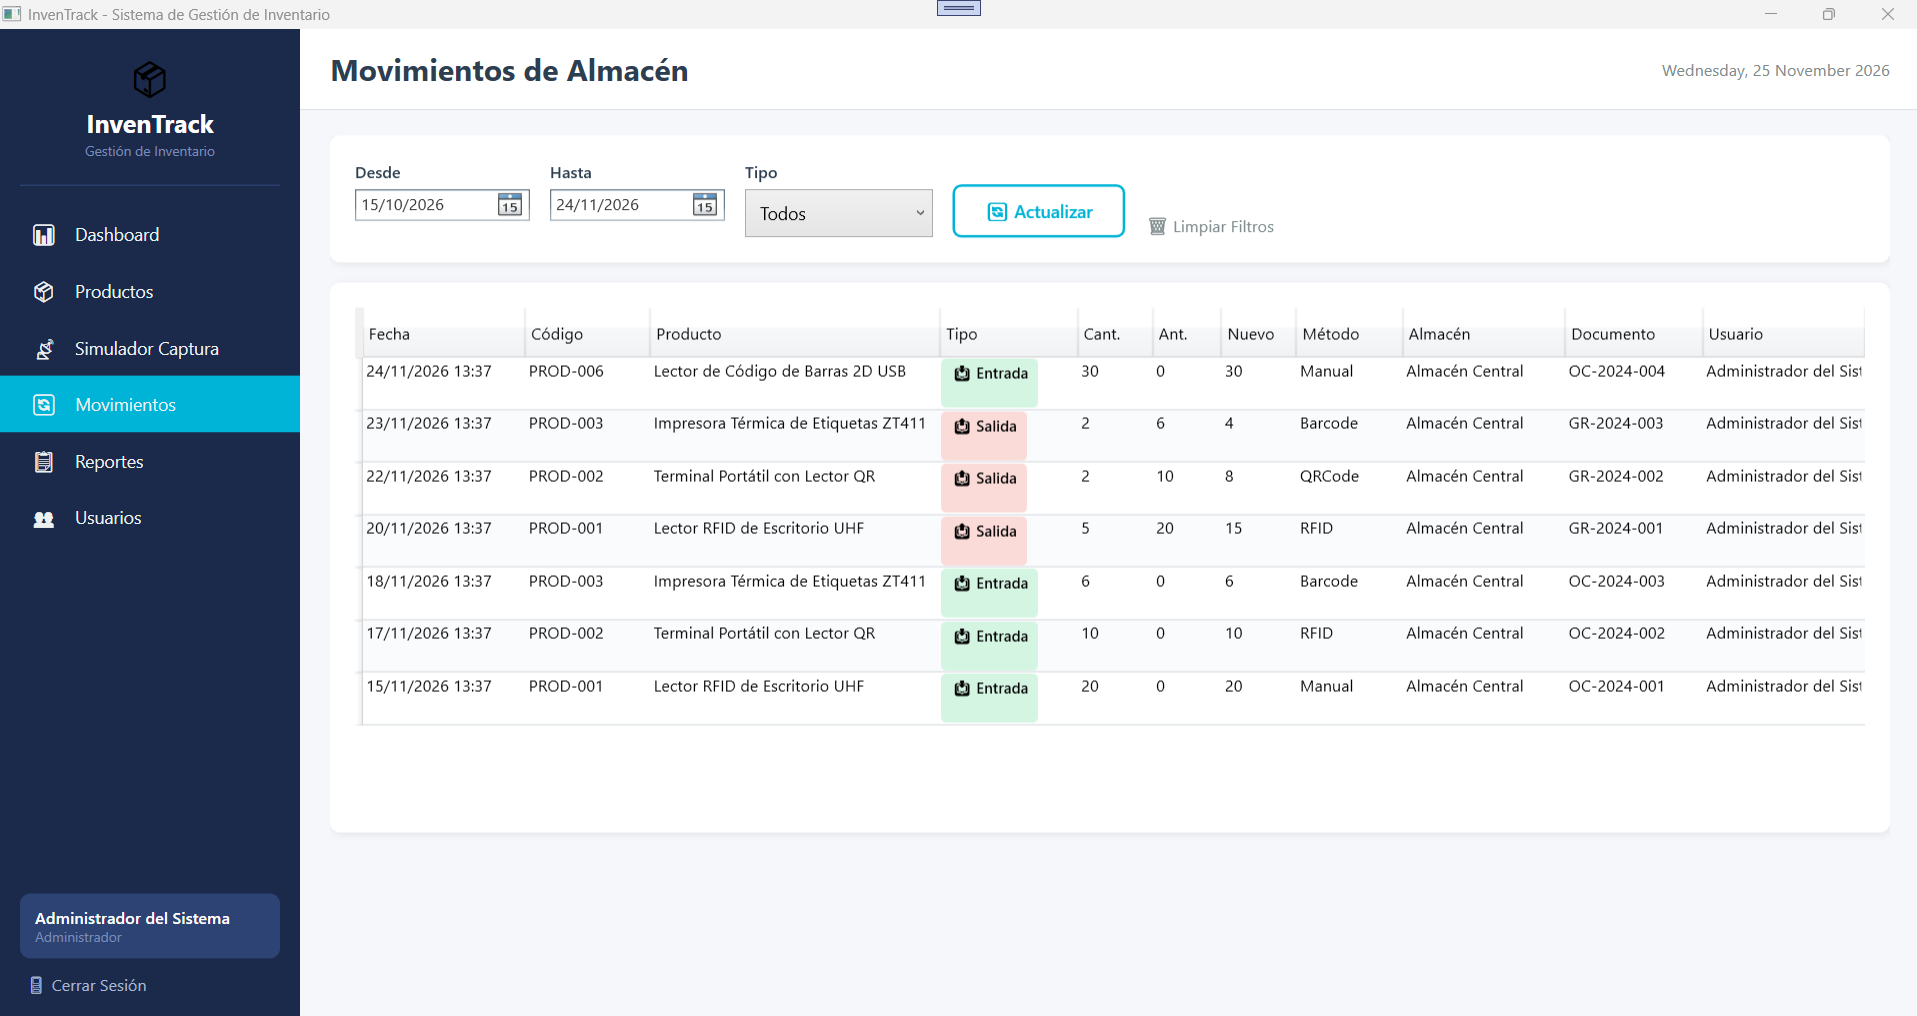 InvenTrack - Sistema de Gestión de Inventario
InvenTrack
Gestión de Inventario
Dashboard
Productos
Simulador Captura
Movimientos
Reportes
Usuarios
Administrador del Sistema
Administrador
Cerrar Sesión
Movimientos de Almacén
Wednesday, 25 November 2026
Desde Hasta Tipo
15/10/2026 15 24/11/2026 15 Todos Actualizar Limpiar Filtros
Fecha Código Producto Tipo Cant. Ant. Nuevo Método Almacén Documento Usuario
24/11/2026 13:37 PROD-006 Lector de Código de Barras 2D USB Entrada 30 0 30 Manual Almacén Central OC-2024-004 Administrador del Sist
23/11/2026 13:37 PROD-003 Impresora Térmica de Etiquetas ZT411 Salida 2 6 4 Barcode Almacén Central GR-2024-003 Administrador del Sist
22/11/2026 13:37 PROD-002 Terminal Portátil con Lector QR Salida 2 10 8 QRCode Almacén Central GR-2024-002 Administrador del Sist
20/11/2026 13:37 PROD-001 Lector RFID de Escritorio UHF Salida 5 20 15 RFID Almacén Central GR-2024-001 Administrador del Sist
18/11/2026 13:37 PROD-003 Impresora Térmica de Etiquetas ZT411 Entrada 6 0 6 Barcode Almacén Central OC-2024-003 Administrador del Sist
17/11/2026 13:37 PROD-002 Terminal Portátil con Lector QR Entrada 10 0 10 RFID Almacén Central OC-2024-002 Administrador del Sist
15/11/2026 13:37 PROD-001 Lector RFID de Escritorio UHF Entrada 20 0 20 Manual Almacén Central OC-2024-001 Administrador del Sist